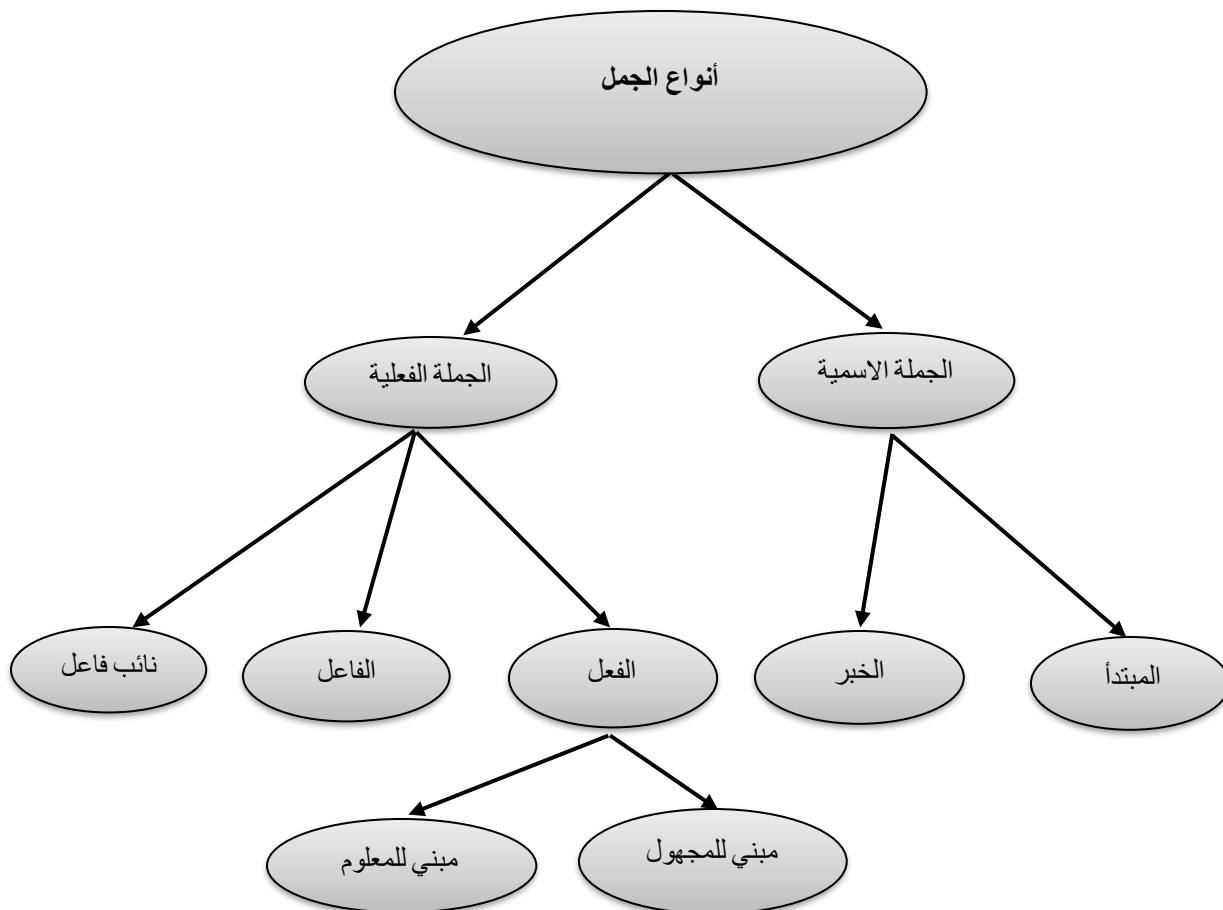 أنواع الجمل
الجملة الاسمية
الجملة الفعلية
المبتدأ
الخبر
الفعل
الفاعل
نائب فاعل
مبني للمجهول
مبني للمعلوم